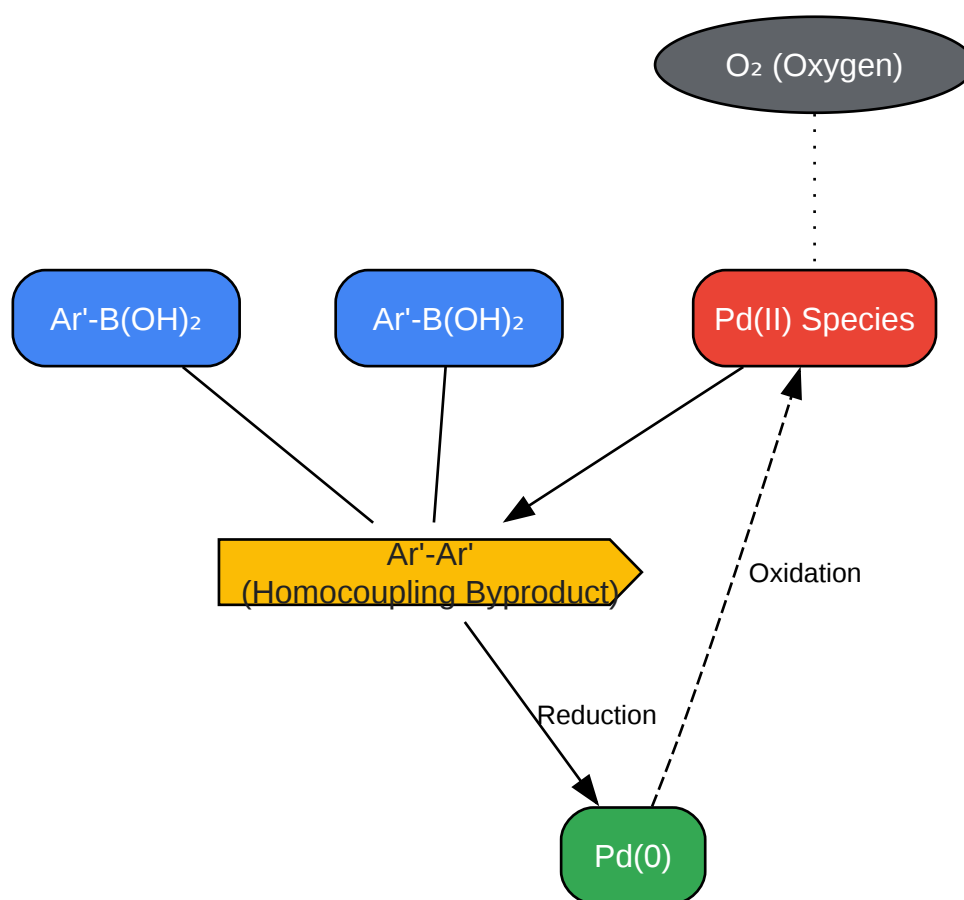 O₂ (Oxygen)
Ar'-B(OH)₂
Ar'-B(OH)₂
Pd(II) Species
Ar'-Ar'
(Homocoupling Byproduct)
Oxidation
Reduction
Pd(0)